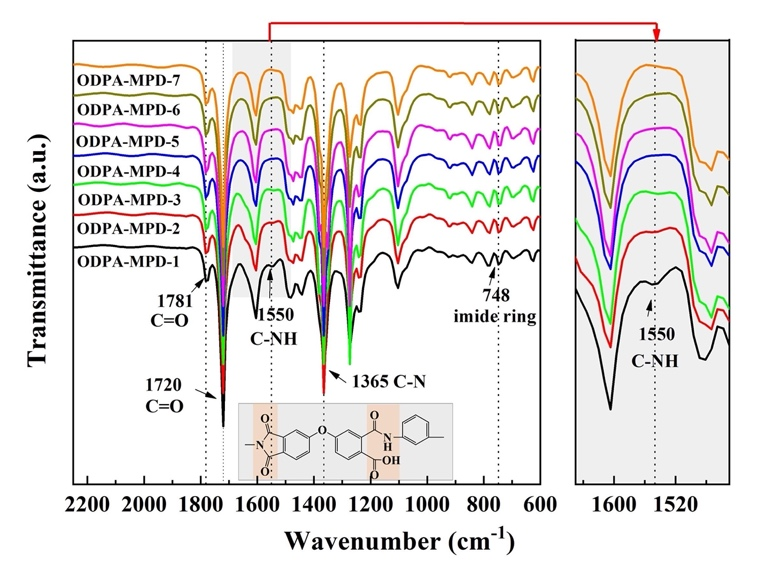 ODPA-MPD-7
ODPA-MPD-6
ODPA-MPD-5
ODPA-MPD-4
ODPA-MPD-3
ODPA-MPD-2
ODPA-MPD-1
1781
C=O
1720
C=O
1550
C-NH
1365 C-N
748
imide ring
1550
C-NH
O
N
O
O
O
N
H
OH
O
2200 2000 1800 1600 1400 1200 1000 800 600
1600 1520
Wavenumber (cm-1)
Transmittance (a.u.)